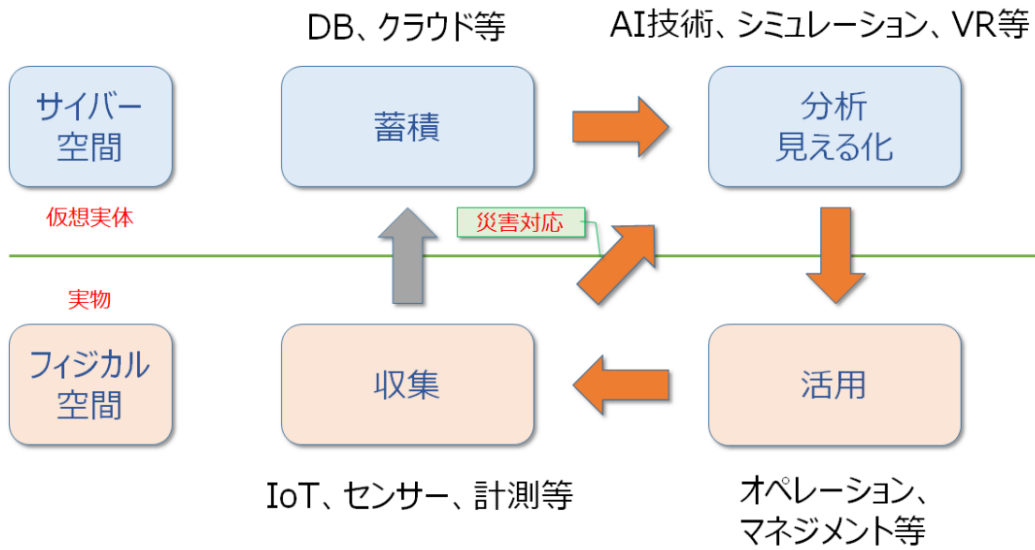 DB、クラウド等
AI技術、シミュレーション、VR等
サイバー
空間
蓄積
分析
見える化
仮想実体
災害対応
実物
フィジカル
空間
収集
活用
IoT、センサー、計測等
オペレーション、
マネジメント等